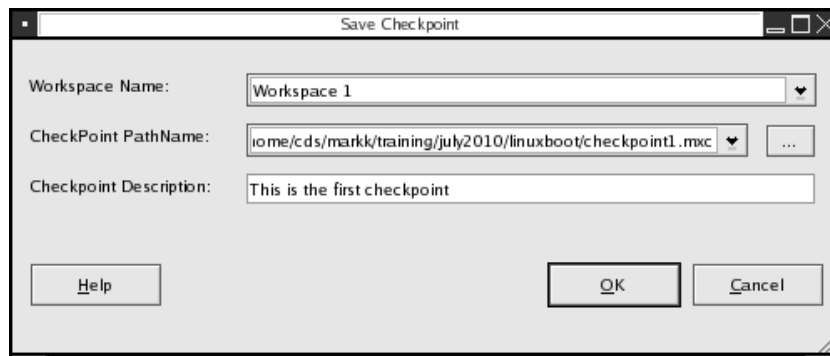 Save Checkpoint
Workspace Name:
Workspace 1
CheckPoint PathName:
ome/cds/markk/training/july2010/linuxboot/checkpoint1.mxc
...
Checkpoint Description:
This is the first checkpoint
Help
OK
Cancel